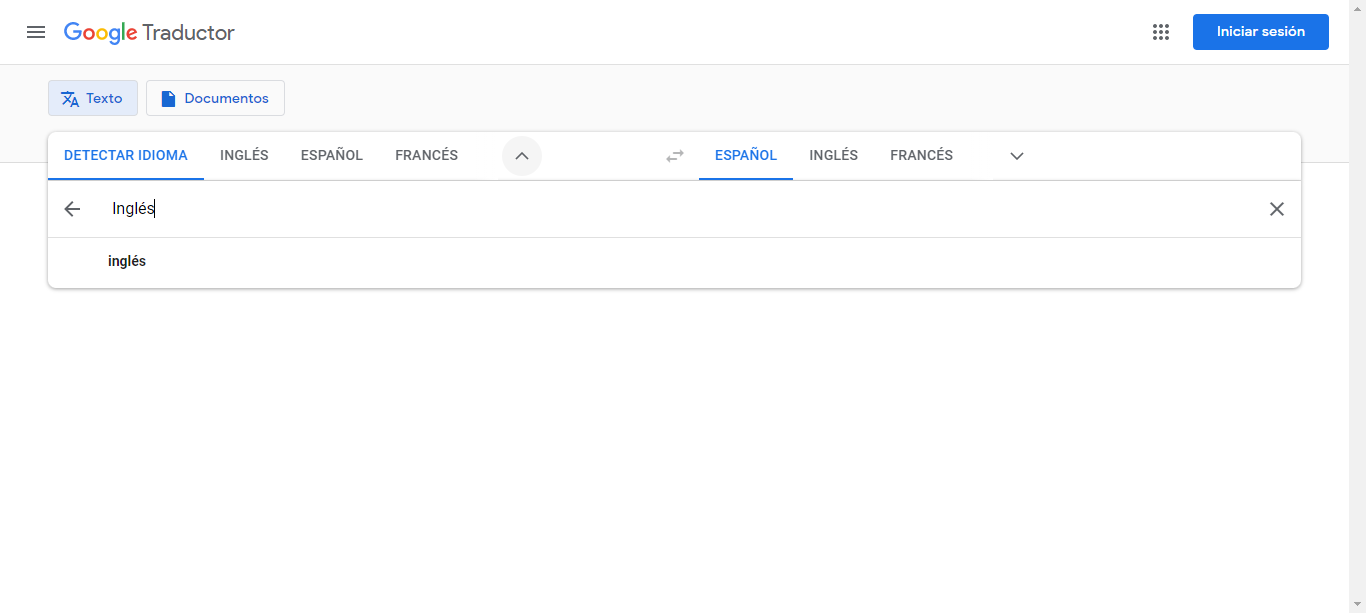 Google Traductor
Iniciar sesión
Texto
Documentos
DETECTAR IDIOMA INGLÉS ESPAÑOL FRANCÉS ESPAÑOL INGLÉS FRANCÉS
Inglés
inglés